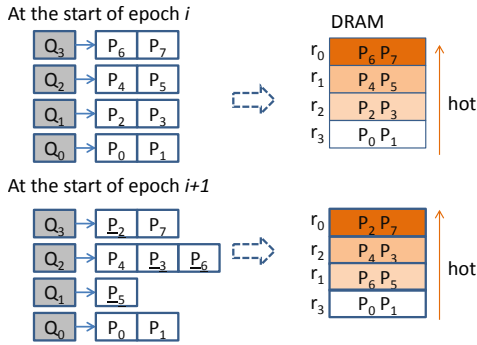 At the start of epoch i
DRAM
Q3 P6 P7 r0 P6 P7
Q2 P4 P5 r1 P4 P5
Q1 P2 P3 r2 P2 P3
Q0 P0 P1 r3 P0 P1
hot
At the start of epoch i+1
Q3 P2 P7 r0 P2 P7
Q2 P4 P3 P6 r2 P4 P3
Q1 P5 r1 P6 P5
Q0 P0 P1 r3 P0 P1
hot